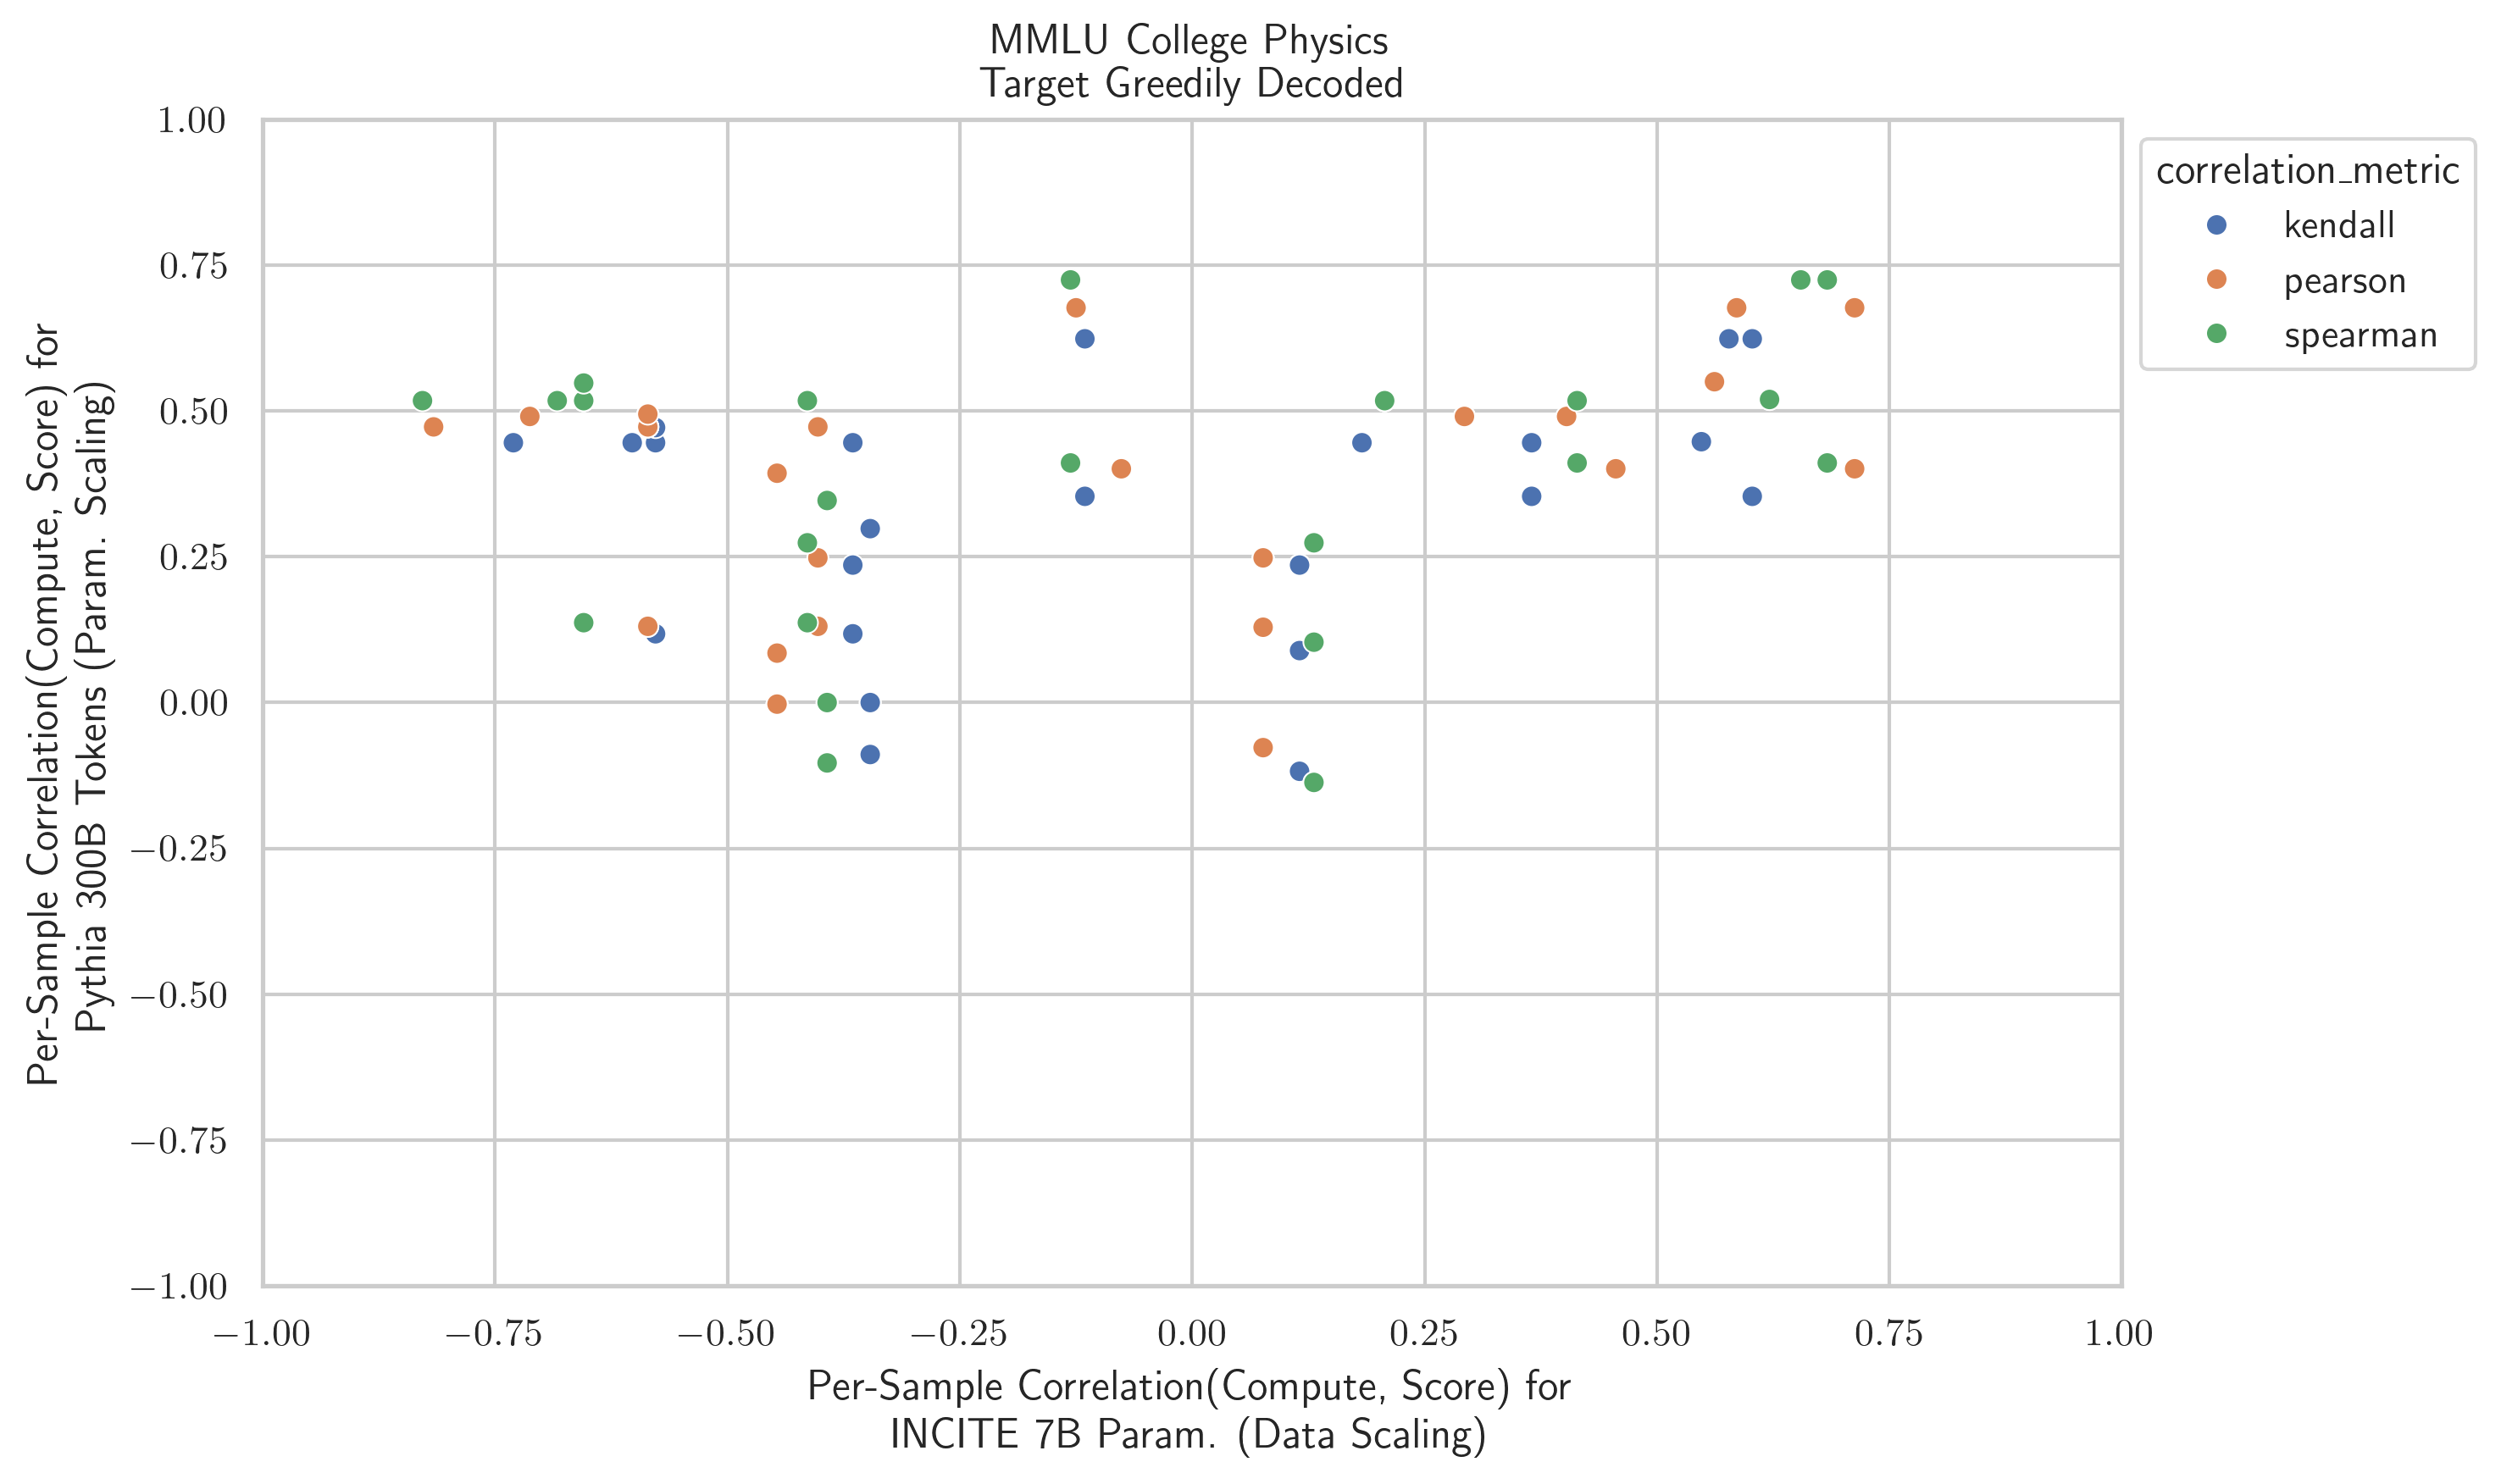 MMLU College Physics
Target Greedily Decoded
Per-Sample Correlation(Compute, Score) for
Pythia 300B Tokens (Param. Scaling)
1.00
0.75
0.50
0.25
0.00
−0.25
−0.50
−0.75
−1.00
−1.00
−0.75
−0.50
−0.25
0.00
0.25
0.50
0.75
1.00
Per-Sample Correlation(Compute, Score) for
INCITE 7B Param. (Data Scaling)
correlation_metric
kendall
pearson
spearman